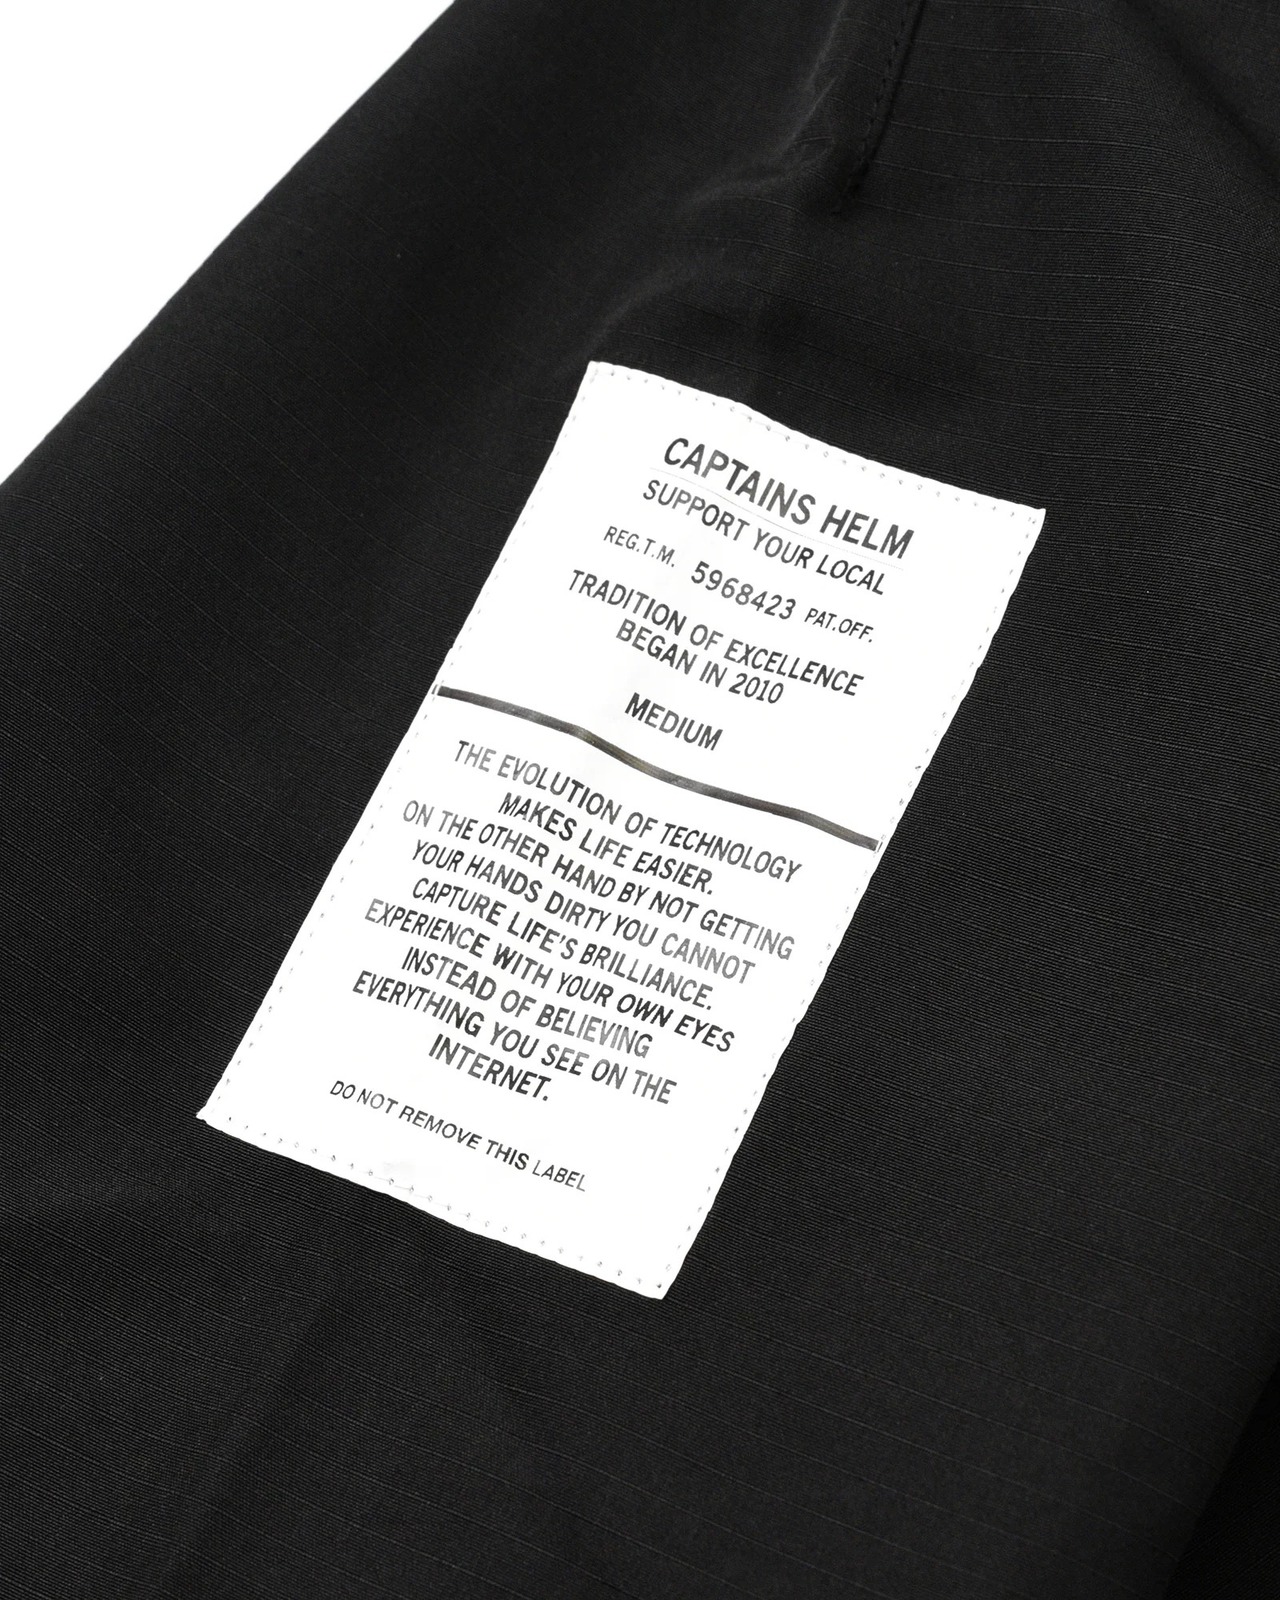 CAPTAINS HELM
SUPPORT YOUR LOCAL
REG.T.M. 5968423 PAT.OFF.
TRADITION OF EXCELLENCE
BEGAN IN 2010
MEDIUM
THE EVOLUTION OF TECHNOLOGY
MAKES LIFE EASIER.
ON THE OTHER HAND BY NOT GETTING
YOUR HANDS DIRTY YOU CANNOT
CAPTURE LIFE'S BRILLIANCE.
EXPERIENCE WITH YOUR OWN EYES
INSTEAD OF BELIEVING
EVERYTHING YOU SEE ON THE
INTERNET.
DO NOT REMOVE THIS LABEL